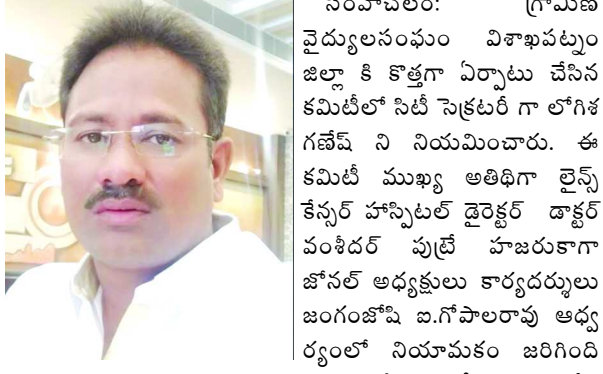 సింహాచలం: గ్రామీణ
వైద్యులసంఘం విశాఖపట్నం
జిల్లా కి కొత్తగా ఏర్పాటు చేసిన
కమిటీలో సిటీ సెక్రటరీ గా లోగిశ
గణేష్ ని నియమించారు. ఈ
కమిటీ ముఖ్య అతిథిగా లైన్స్
కేన్సర్ హాస్పిటల్ డైరెక్టర్ డాక్టర్
వంశీదర్ పుట్రే హజరుకాగా
జోనల్ అధ్యక్షులు కార్యదర్శులు
జంగంజోషి ఐ.గోపాలరావు ఆధ్వ
ర్యంలో నియామకం జరిగింది